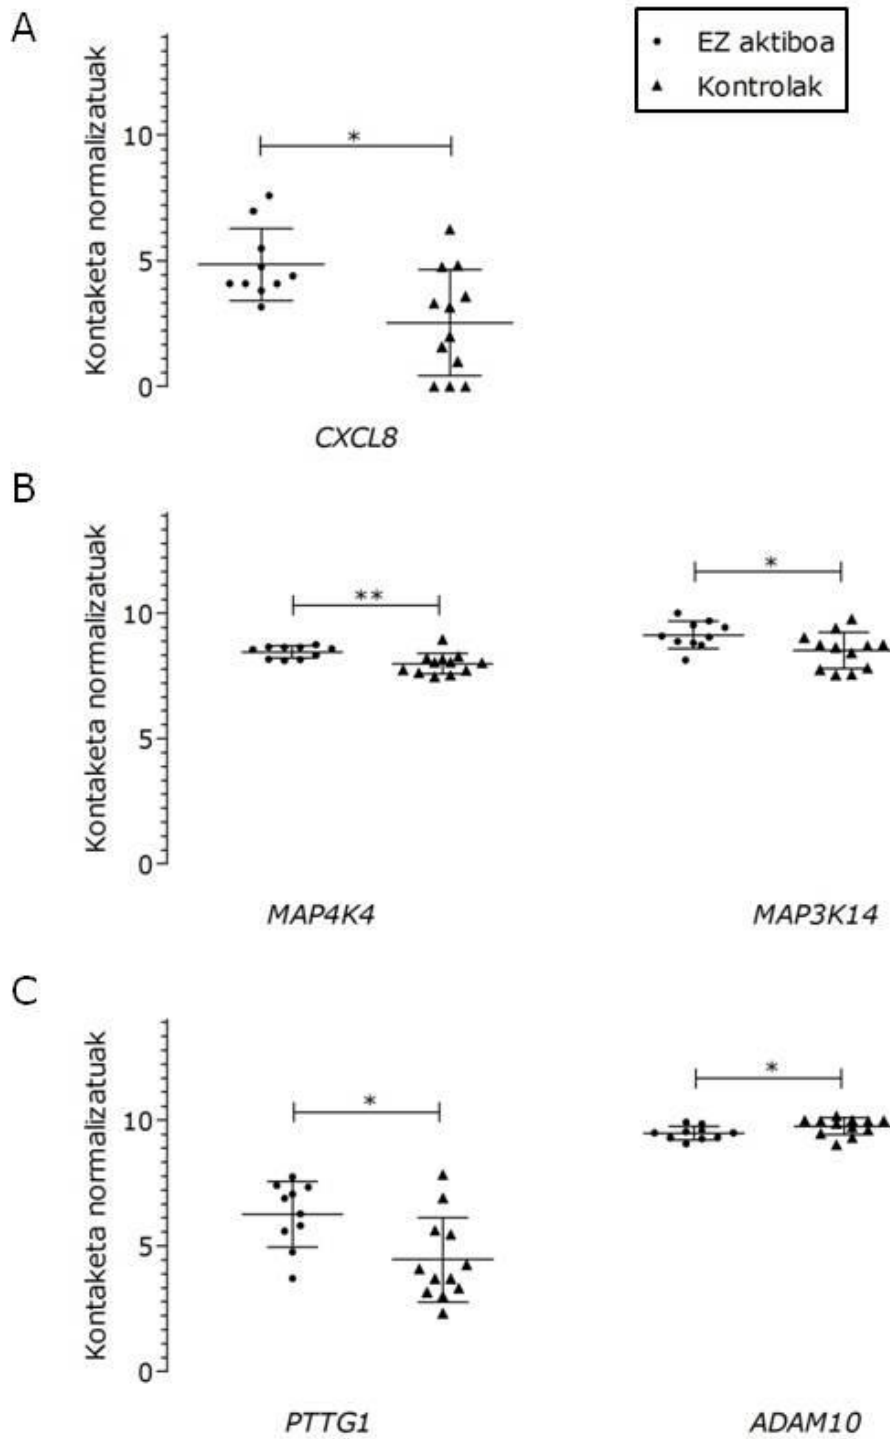 A
EZ aktiboa
Kontrolak
Kontaketa normalizatuak
10
5
0
*
CXCL8
B
Kontaketa normalizatuak
10
5
0
**
*
MAP4K4 MAP3K14
C
Kontaketa normalizatuak
10
5
0
*
*
PTTG1 ADAM10